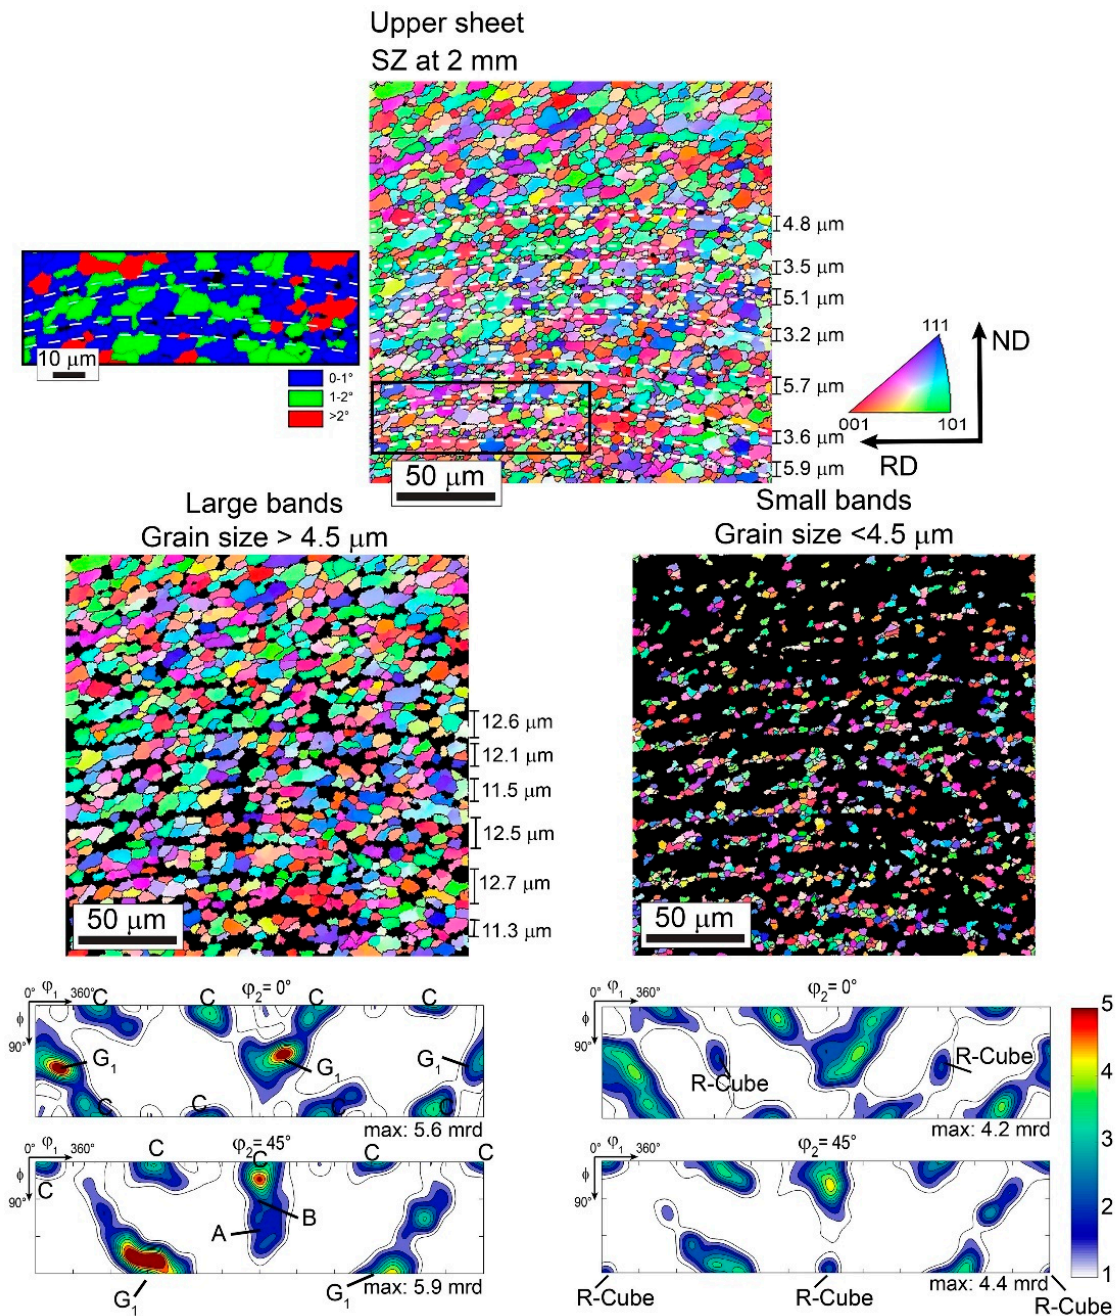 Upper sheet
SZ at 2 mm
4.8 μm
3.5 μm
5.1 μm
3.2 μm
5.7 μm
3.6 μm
5.9 μm
10 μm
0-1°
1-2°
>2°
50 μm
111
001
101
ND
RD
Large bands
Grain size > 4.5 μm
12.6 μm
12.1 μm
11.5 μm
12.5 μm
12.7 μm
11.3 μm
50 μm
Small bands
Grain size <4.5 μm
50 μm
0° φ1 360° C C φ2= 0° C C
ϕ
90°
G1 G1 G1
C C C C
max: 5.6 mrd
0° φ1 360° C φ2= 45° C C
ϕ
C
90°
A B
G1 G1
max: 5.9 mrd
0° φ1 360° φ2= 0°
ϕ
90°
R-Cube R-Cube
max: 4.2 mrd
0° φ1 360° φ2= 45°
ϕ
90°
max: 4.4 mrd
R-Cube R-Cube R-Cube
5
4
3
2
1